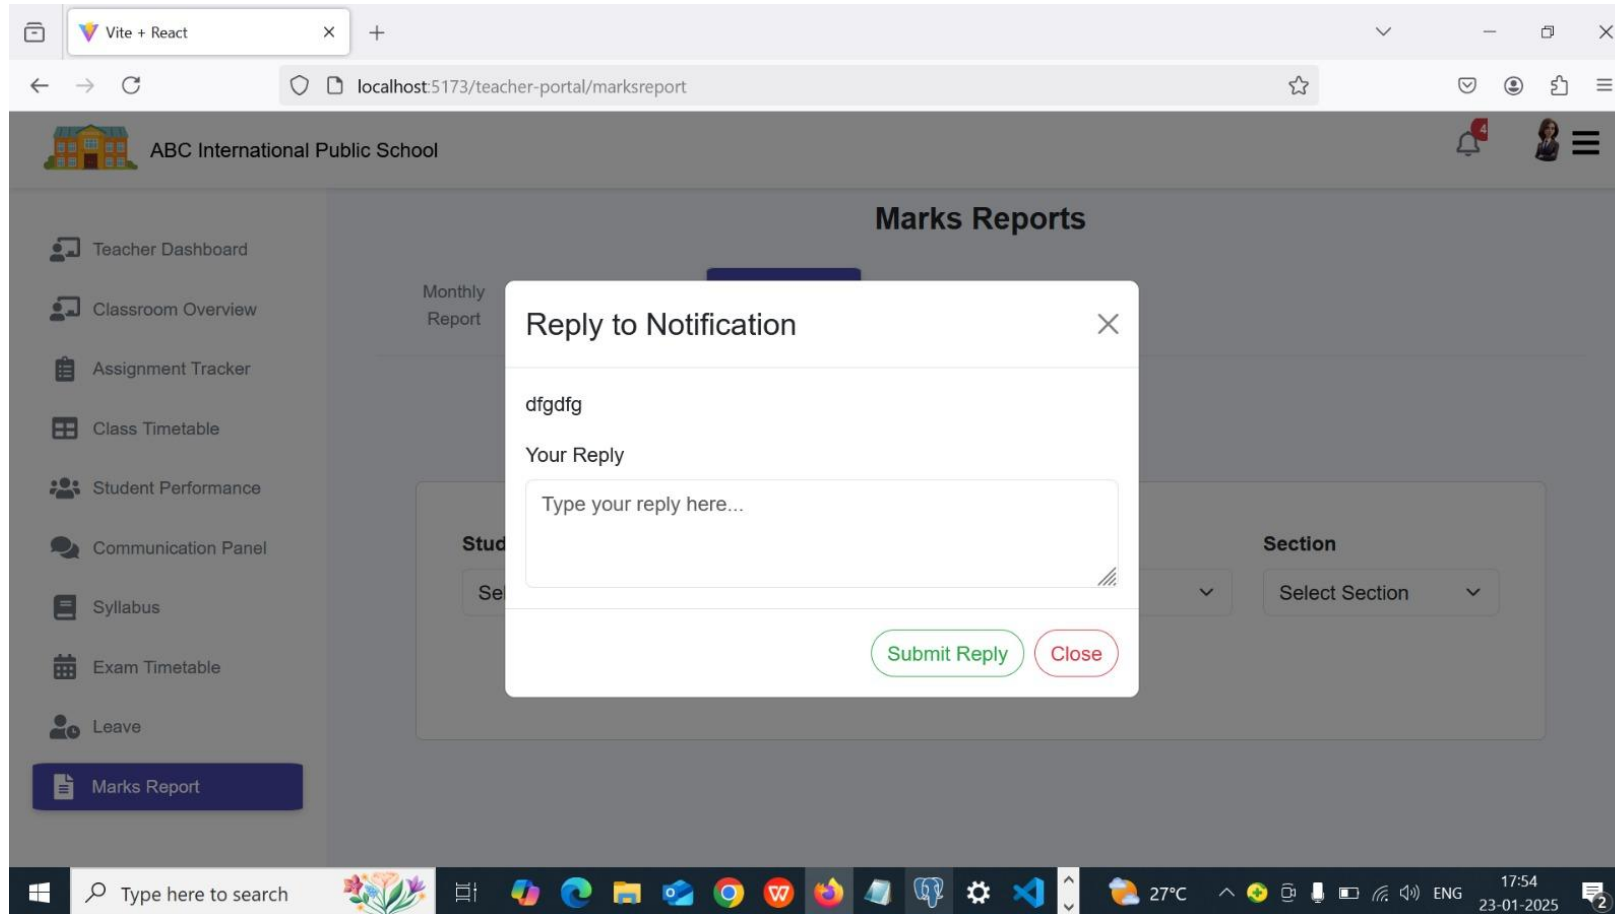 Vite + React
localhost:5173/teacher-portal/marksreport
ABC International Public School
4
Marks Reports
Teacher Dashboard
Classroom Overview
Assignment Tracker
Class Timetable
Student Performance
Communication Panel
Syllabus
Exam Timetable
Leave
Marks Report
Monthly
Report
Reply to Notification
dfgdfg
Your Reply
Type your reply here...
Submit Reply
Close
Stud
Sel
Section
Select Section
Type here to search
27°C
ENG
17:54
23-01-2025
2